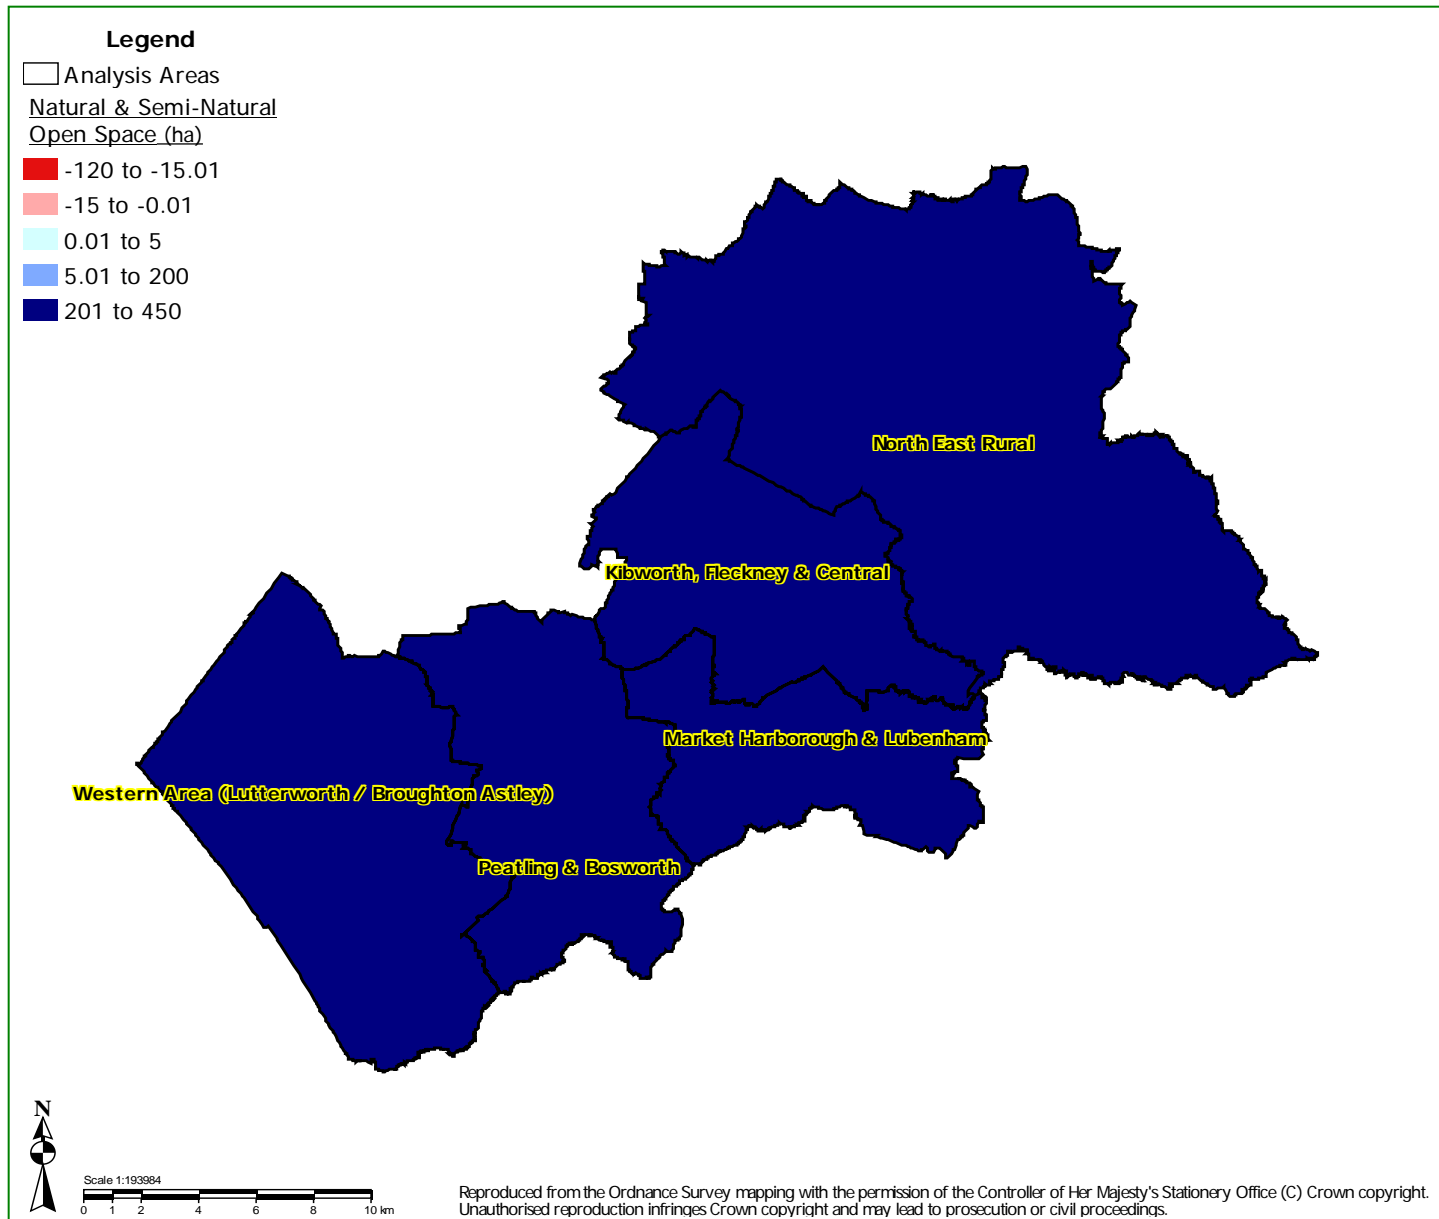 Legend
Analysis Areas
Natural & Semi-Natural
Open Space (ha)
-120 to -15.01
-15 to -0.01
0.01 to 5
5.01 to 200
201 to 450
North East Rural
Kibworth, Fleckney & Central
Market Harborough & Lubenham
Western Area (Lutterworth / Broughton Astley)
Peatling & Bosworth
N
Scale 1:193984
0 1 2 4 6 8 10 km
Reproduced from the Ordnance Survey mapping with the permission of the Controller of Her Majesty's Stationery Office (C) Crown copyright.
Unauthorised reproduction infringes Crown copyright and may lead to prosecution or civil proceedings.